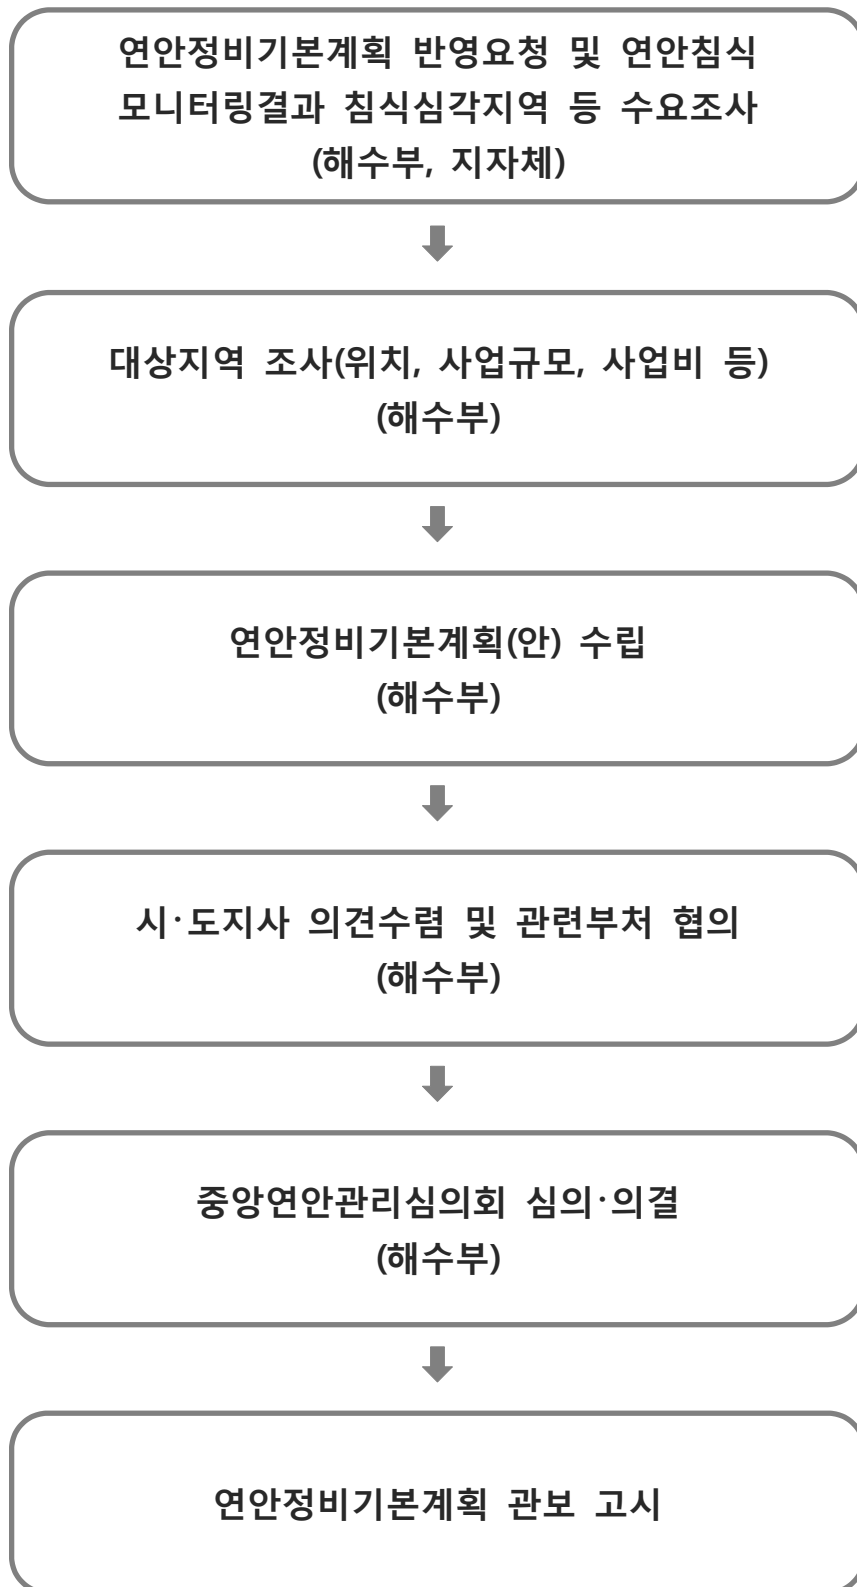 연안정비기본계획 반영요청 및 연안침식
모니터링결과 침식심각지역 등 수요조사
(해수부, 지자체)
대상지역 조사(위치, 사업규모, 사업비 등)
(해수부)
연안정비기본계획(안) 수립
(해수부)
시·도지사 의견수렴 및 관련부처 협의
(해수부)
중앙연안관리심의회 심의·의결
(해수부)
연안정비기본계획 관보 고시